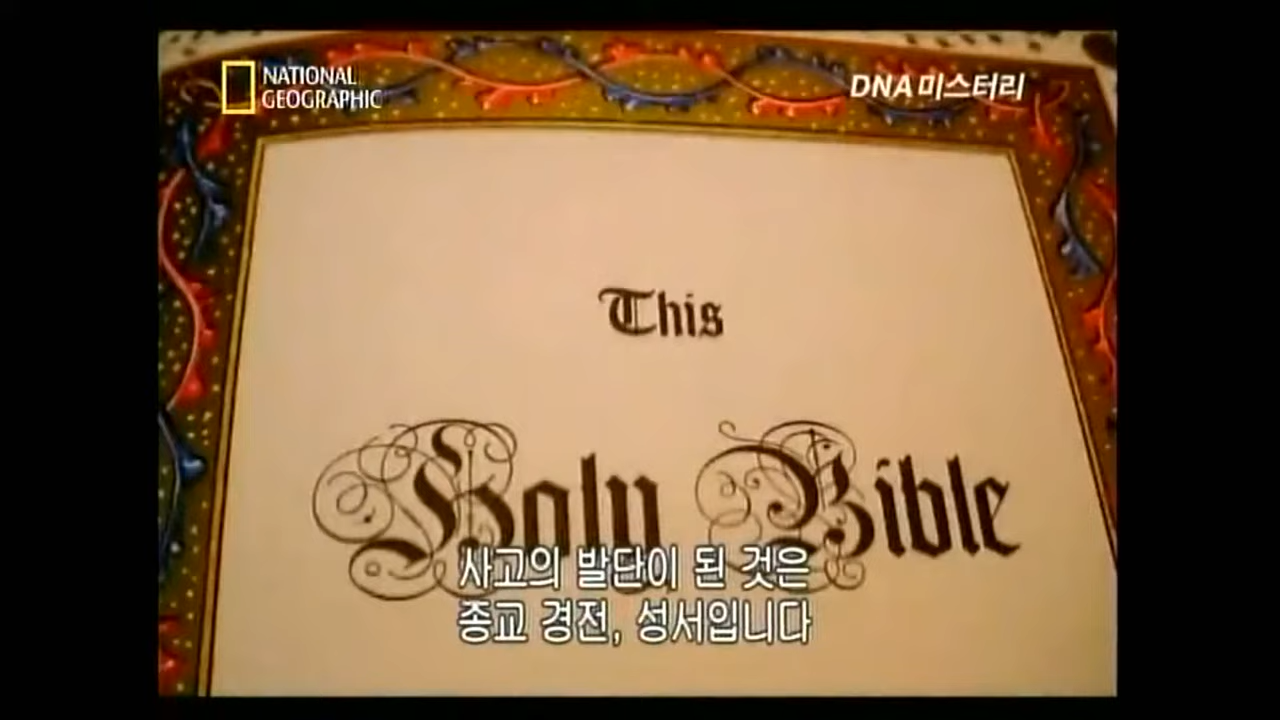 NATIONAL
GEOGRAPHIC
DNA 미스터리
This
Holy Bible
사고의 발단이 된 것은
종교 경전, 성서입니다